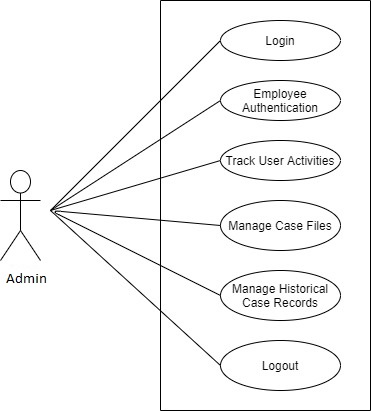 Login
Employee
Authentication
Track User Activities
Manage Case Files
Admin
Manage Historical
Case Records
Logout